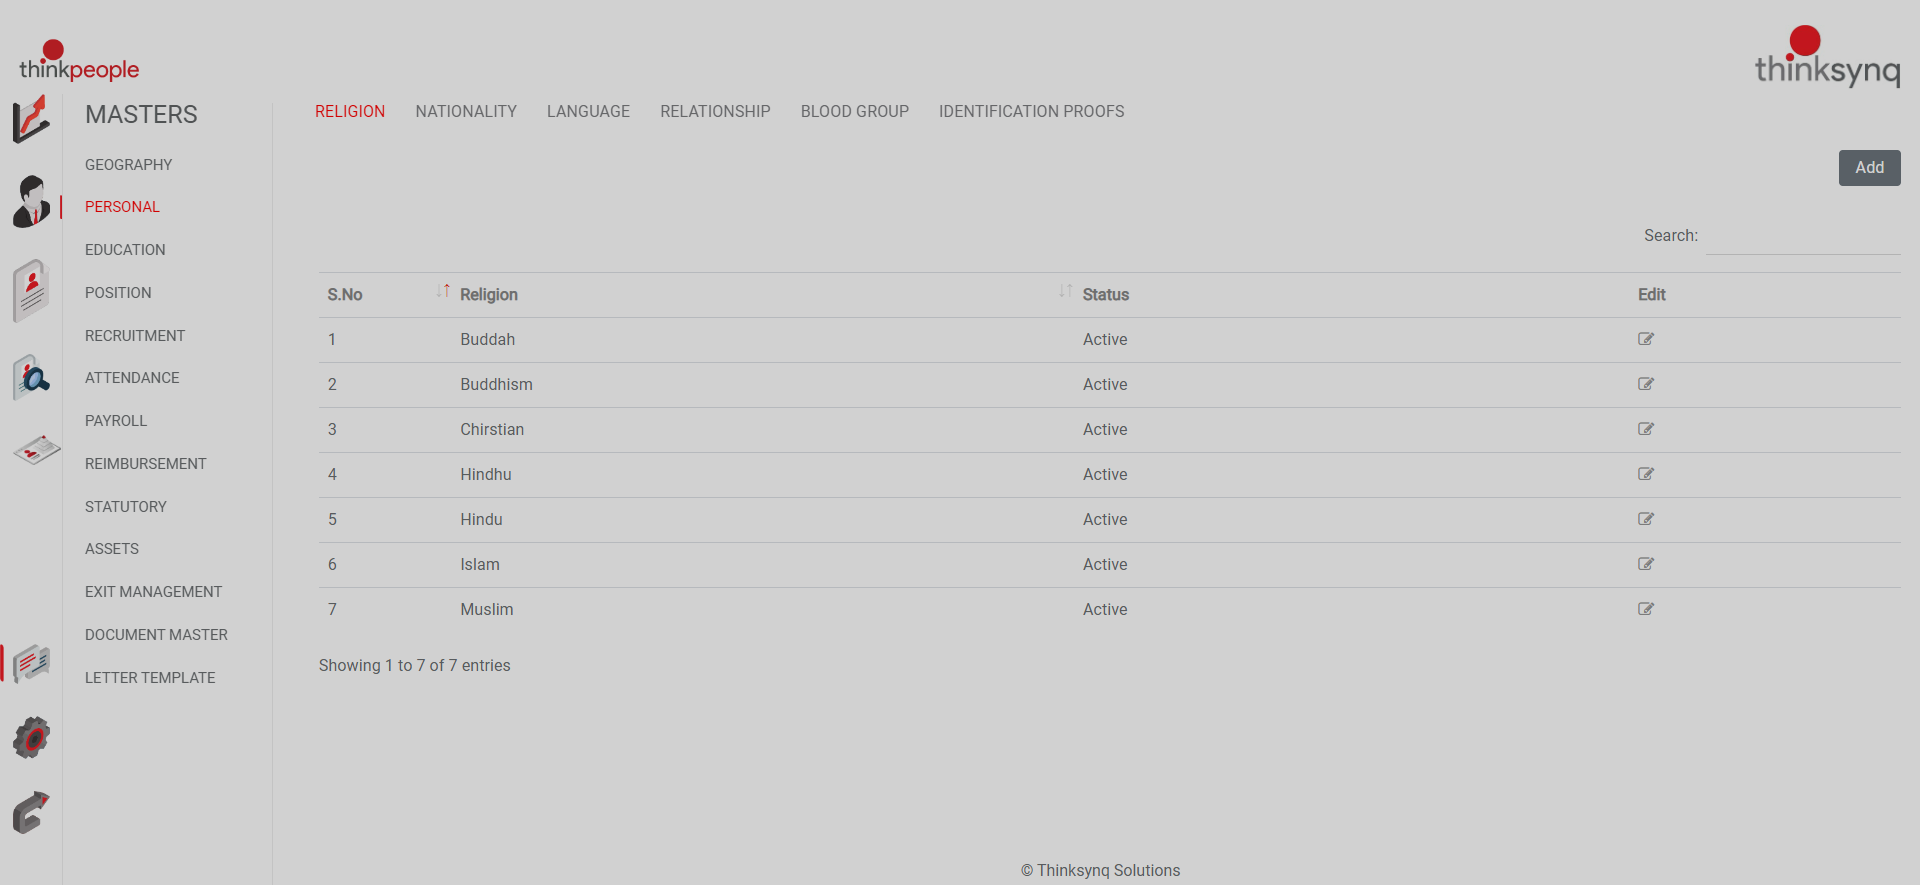 thinkpeople
thinksynq
MASTERS
GEOGRAPHY
PERSONAL
EDUCATION
POSITION
RECRUITMENT
ATTENDANCE
PAYROLL
REIMBURSEMENT
STATUTORY
ASSETS
EXIT MANAGEMENT
DOCUMENT MASTER
LETTER TEMPLATE
RELIGION NATIONALITY LANGUAGE RELATIONSHIP BLOOD GROUP IDENTIFICATION PROOFS
Add
Search:
S.No Religion Status Edit
1 Buddah Active
2 Buddhism Active
3 Chirstian Active
4 Hindhu Active
5 Hindu Active
6 Islam Active
7 Muslim Active
Showing 1 to 7 of 7 entries
© Thinksynq Solutions